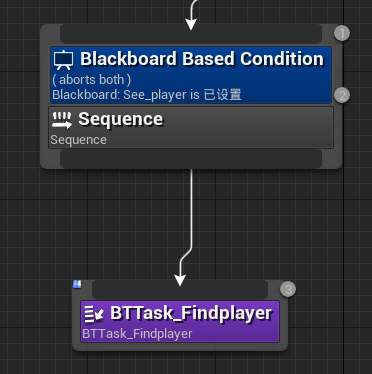 1
Blackboard Based Condition
( aborts both )
Blackboard: See_player is 已设置
2
Sequence
Sequence
3
BTTask_Findplayer
BTTask_Findplayer